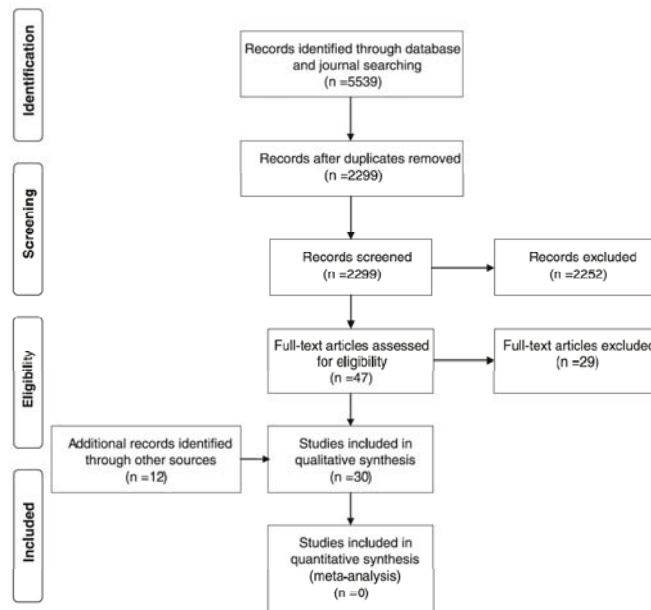 Identification
Records identified through database
and journal searching
(n =5539)
Records after duplicates removed
(n =2299)
Screening
Records screened
(n =2299)
Records excluded
(n =2252)
Eligibility
Full-text articles assessed
for eligibility
(n =47)
Full-text articles excluded
(n =29)
Additional records identified
through other sources
(n =12)
Studies included in
qualitative synthesis
(n =30)
Included
Studies included in
quantitative synthesis
(meta-analysis)
(n =0)